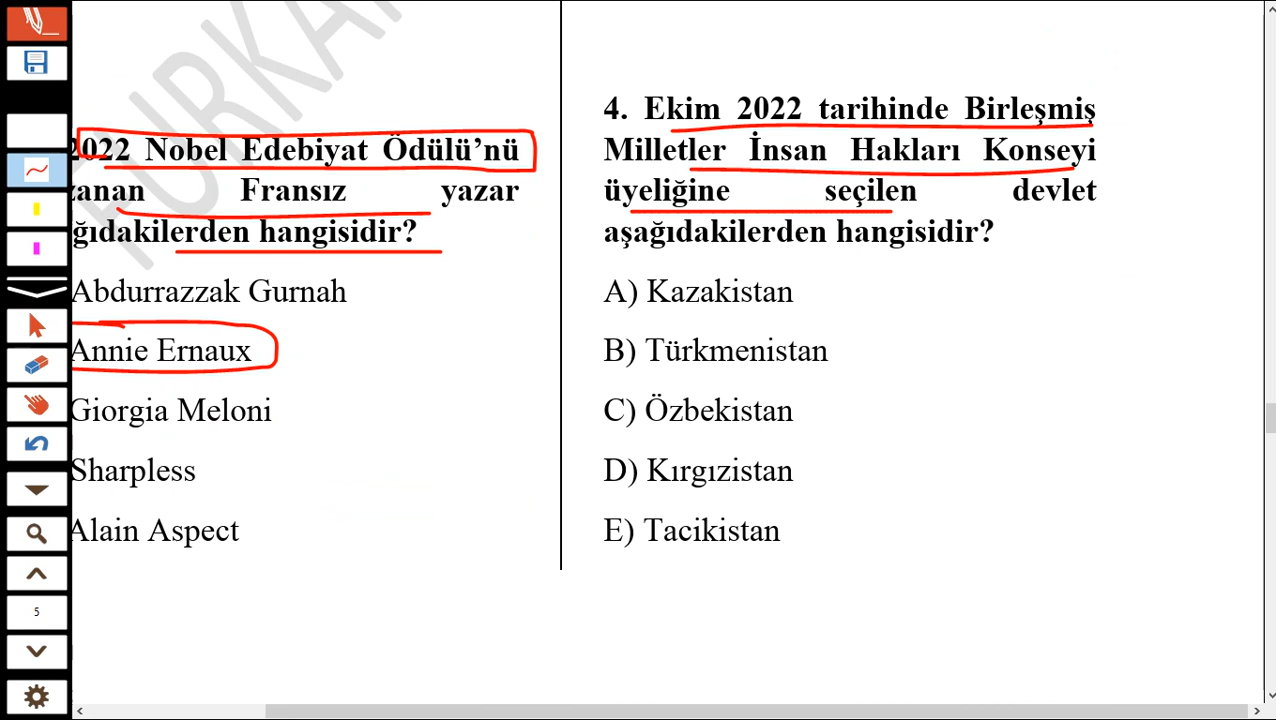 FURKA
2022 Nobel Edebiyat Ödülü’nü
zanan Fransız yazar
ğıdakilerden hangisidir?
Abdurrazzak Gurnah
Annie Ernaux
Giorgia Meloni
Sharpless
Alain Aspect
4. Ekim 2022 tarihinde Birleşmiş
Milletler İnsan Hakları Konseyi
üyeliğine seçilen devlet
aşağıdakilerden hangisidir?
A) Kazakistan
B) Türkmenistan
C) Özbekistan
D) Kırgızistan
E) Tacikistan
5